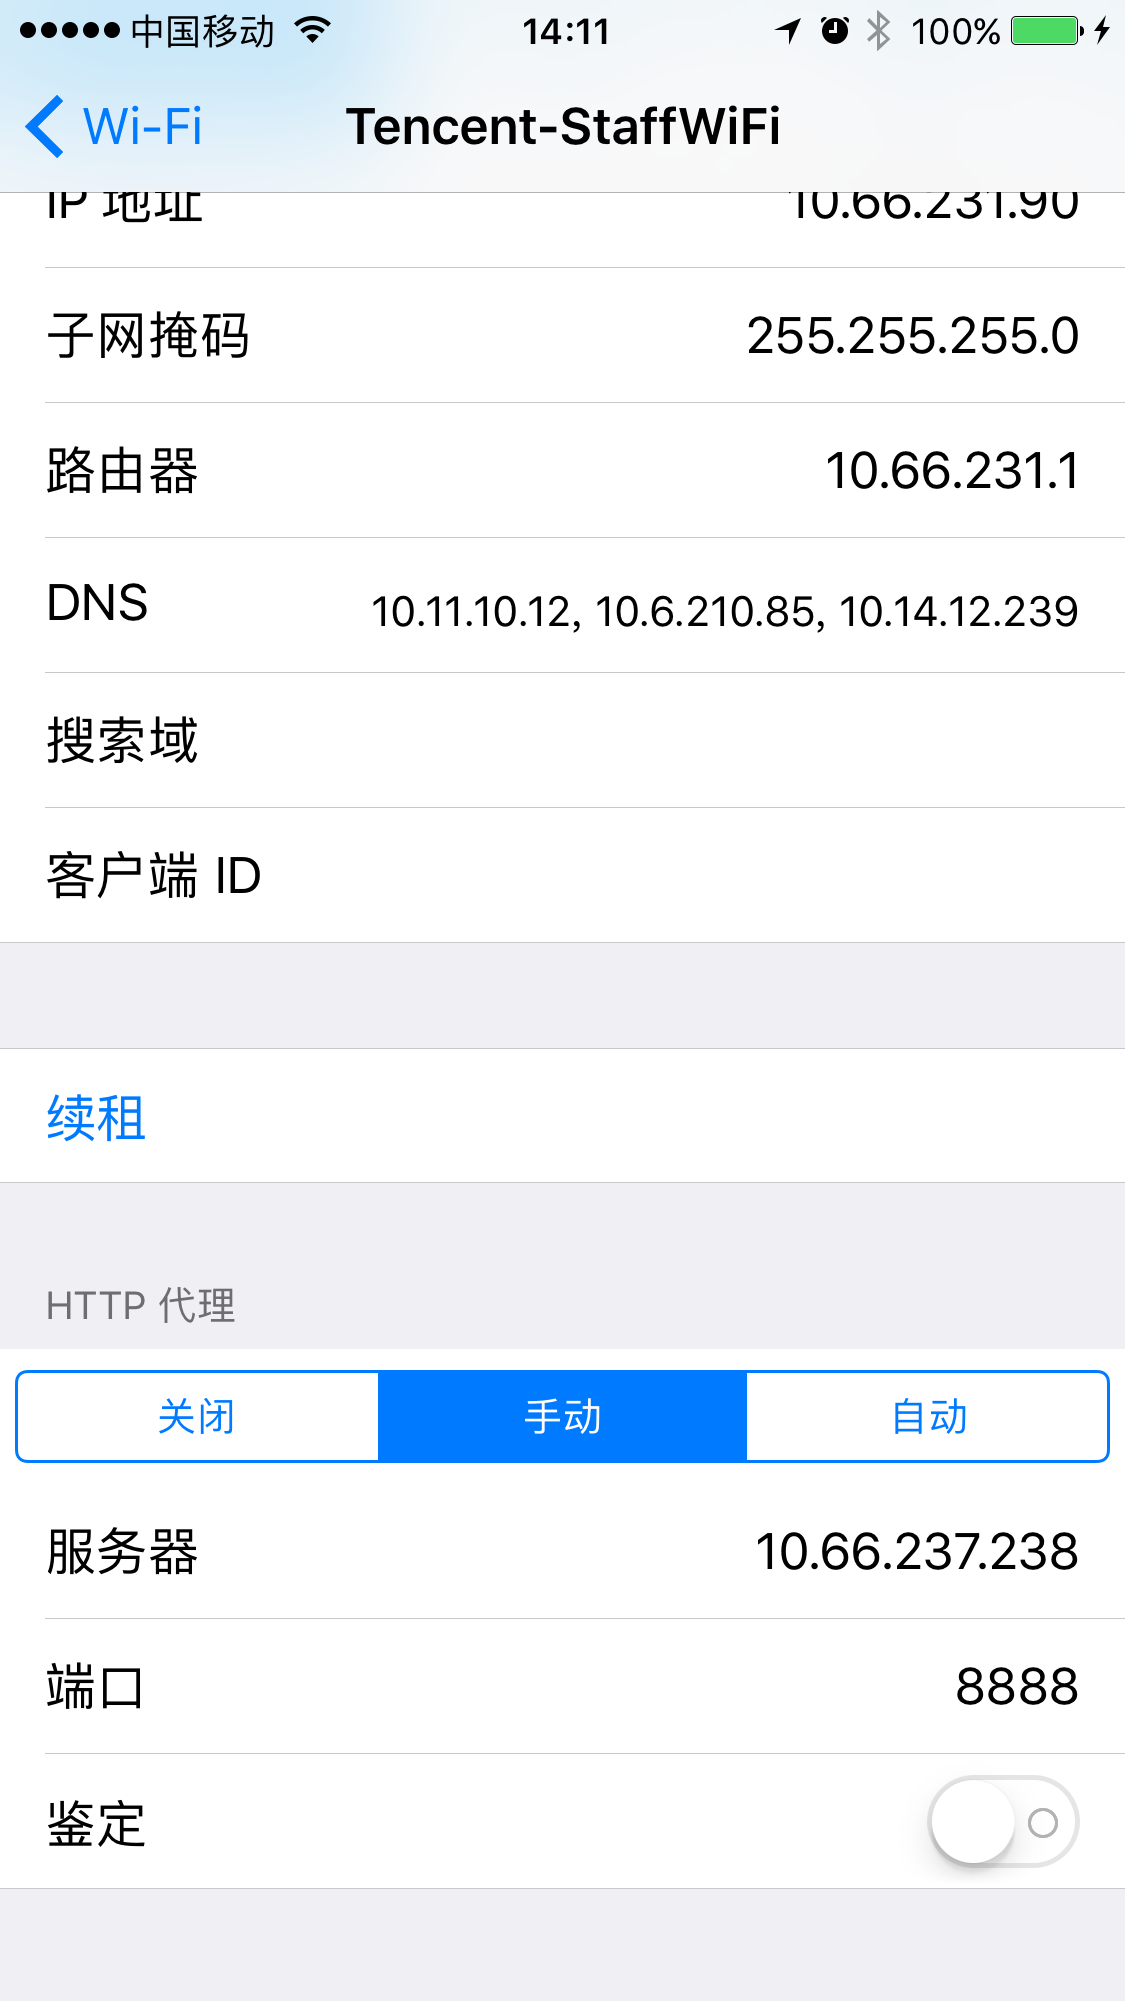 中国移动 14:11 100%
Wi-Fi Tencent-StaffWiFi
IP 地址 10.66.231.90
子网掩码 255.255.255.0
路由器 10.66.231.1
DNS 10.11.10.12, 10.6.210.85, 10.14.12.239
搜索域
客户端 ID
续租
HTTP 代理
关闭 手动 自动
服务器 10.66.237.238
端口 8888
鉴定